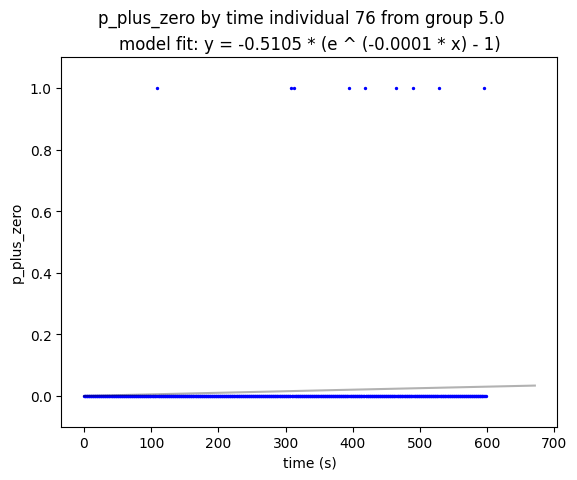 p_plus_zero by time individual 76 from group 5.0
model fit: y = -0.5105 * (e ^ (-0.0001 * x) - 1)
1.0
0.8
0.6
0.4
0.2
0.0
p_plus_zero
0 100 200 300 400 500 600 700
time (s)